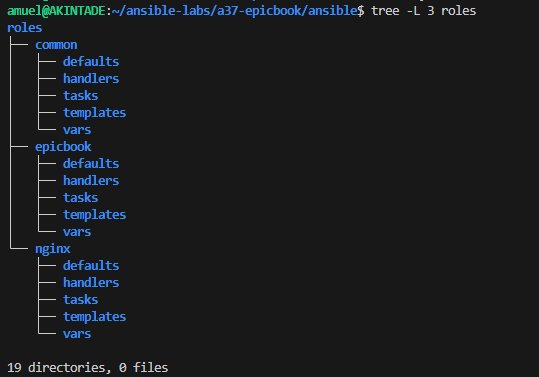 amuel@AKINTADE:~/ansible-labs/a37-epicbook/ansible$ tree -L 3 roles
roles
├── common
│   ├── defaults
│   ├── handlers
│   ├── tasks
│   ├── templates
│   └── vars
├── epicbook
│   ├── defaults
│   ├── handlers
│   ├── tasks
│   ├── templates
│   └── vars
└── nginx
    ├── defaults
    ├── handlers
    ├── tasks
    ├── templates
    └── vars

19 directories, 0 files